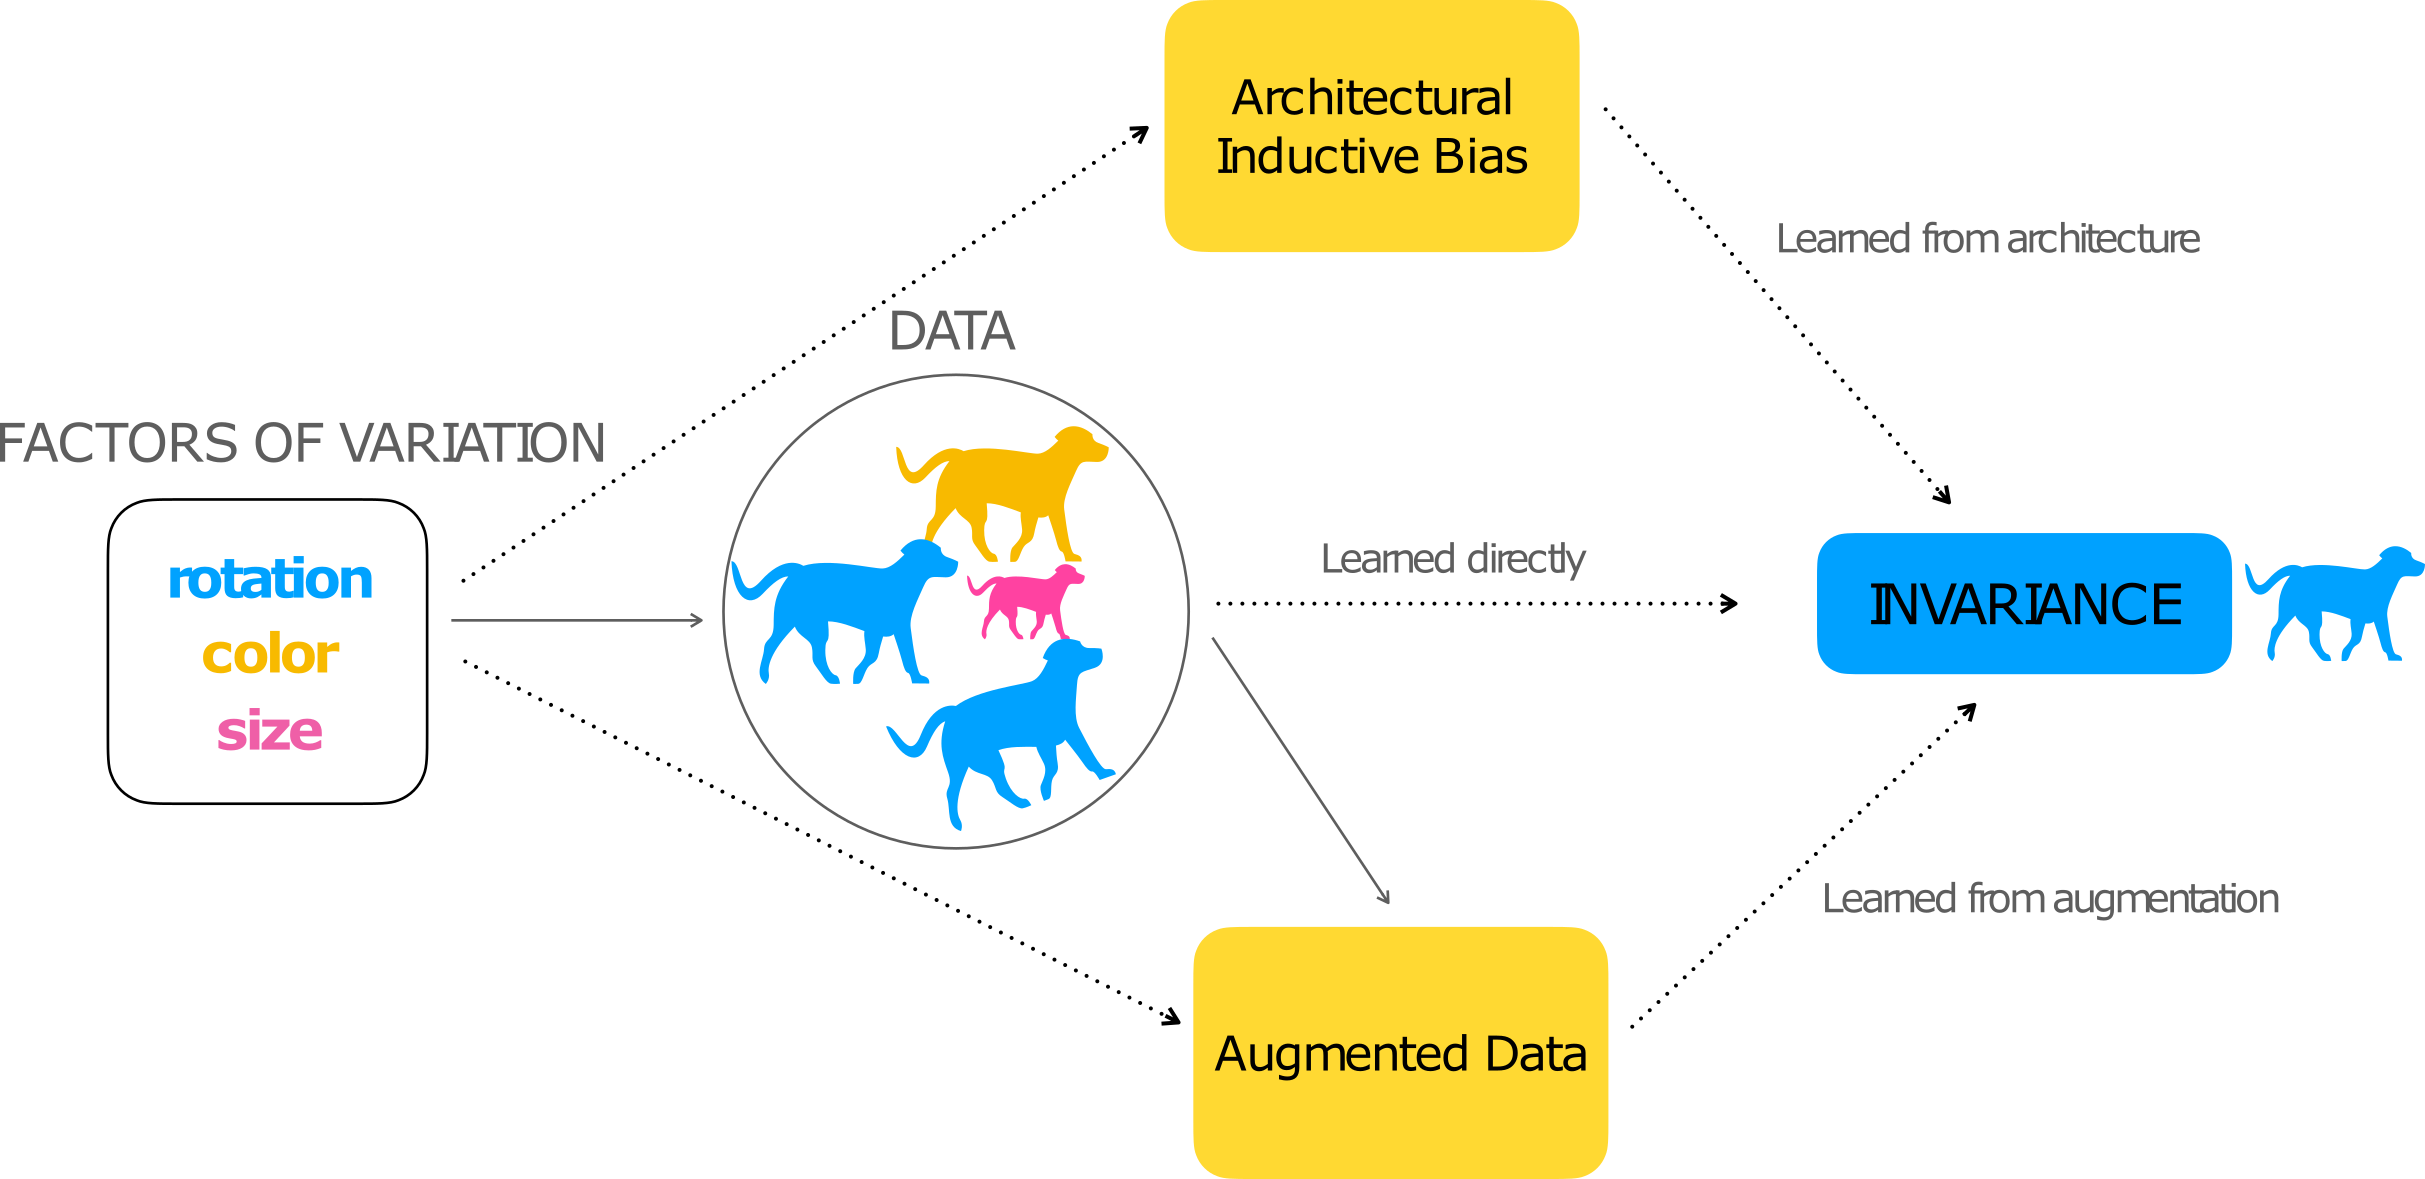 Architectural
Inductive Bias
Learned from architecture
DATA
FACTORS OF VARIATION
rotation
color
size
Learned directly
INVARIANCE
Learned from augmentation
Augmented Data